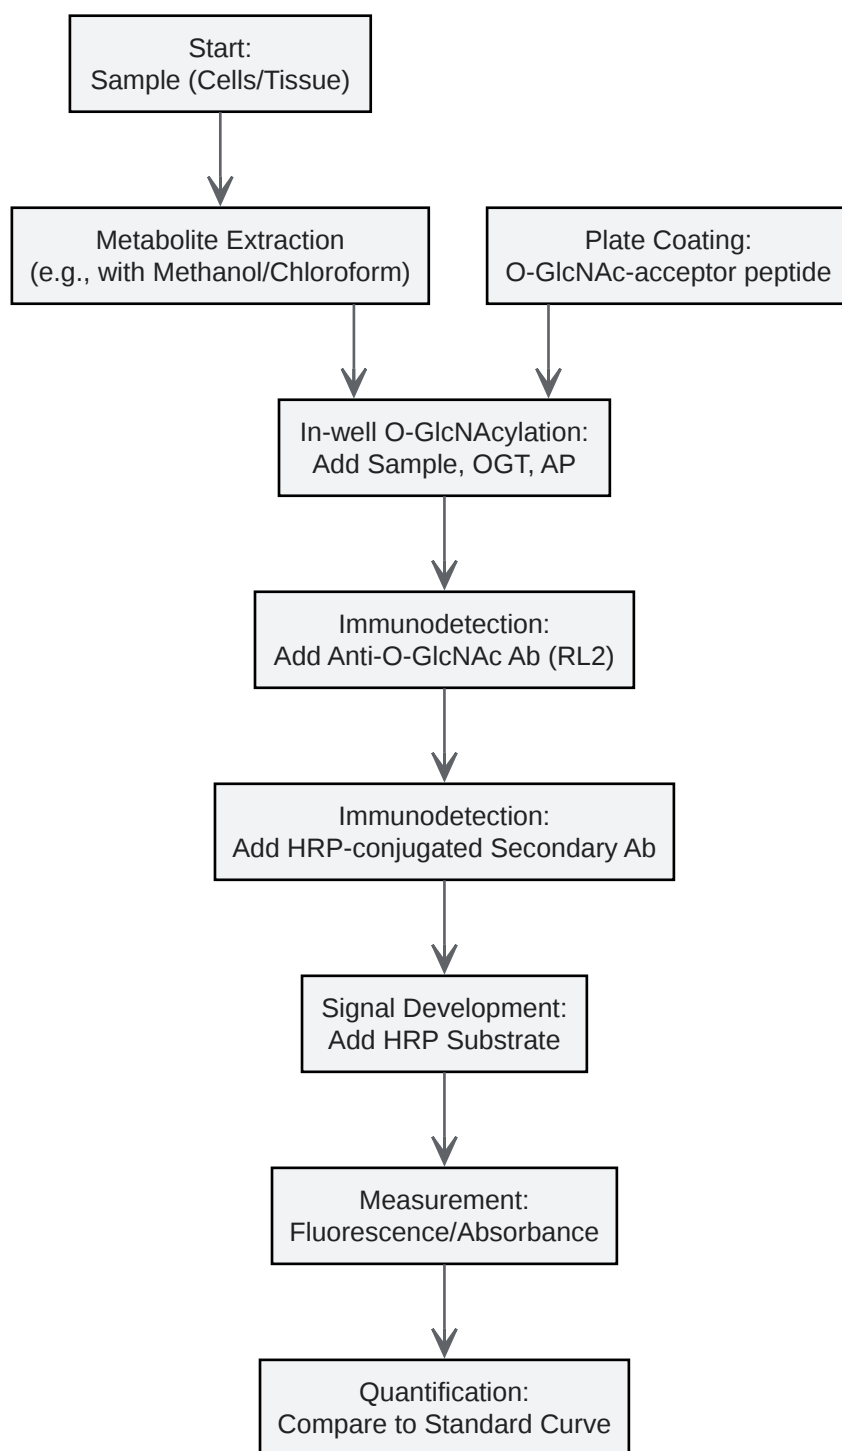 Start:
Sample (Cells/Tissue)
Metabolite Extraction
(e.g., with Methanol/Chloroform)
Plate Coating:
O-GlcNAc-acceptor peptide
In-well O-GlcNAcylation:
Add Sample, OGT, AP
Immunodetection:
Add Anti-O-GlcNAc Ab (RL2)
Immunodetection:
Add HRP-conjugated Secondary Ab
Signal Development:
Add HRP Substrate
Measurement:
Fluorescence/Absorbance
Quantification:
Compare to Standard Curve